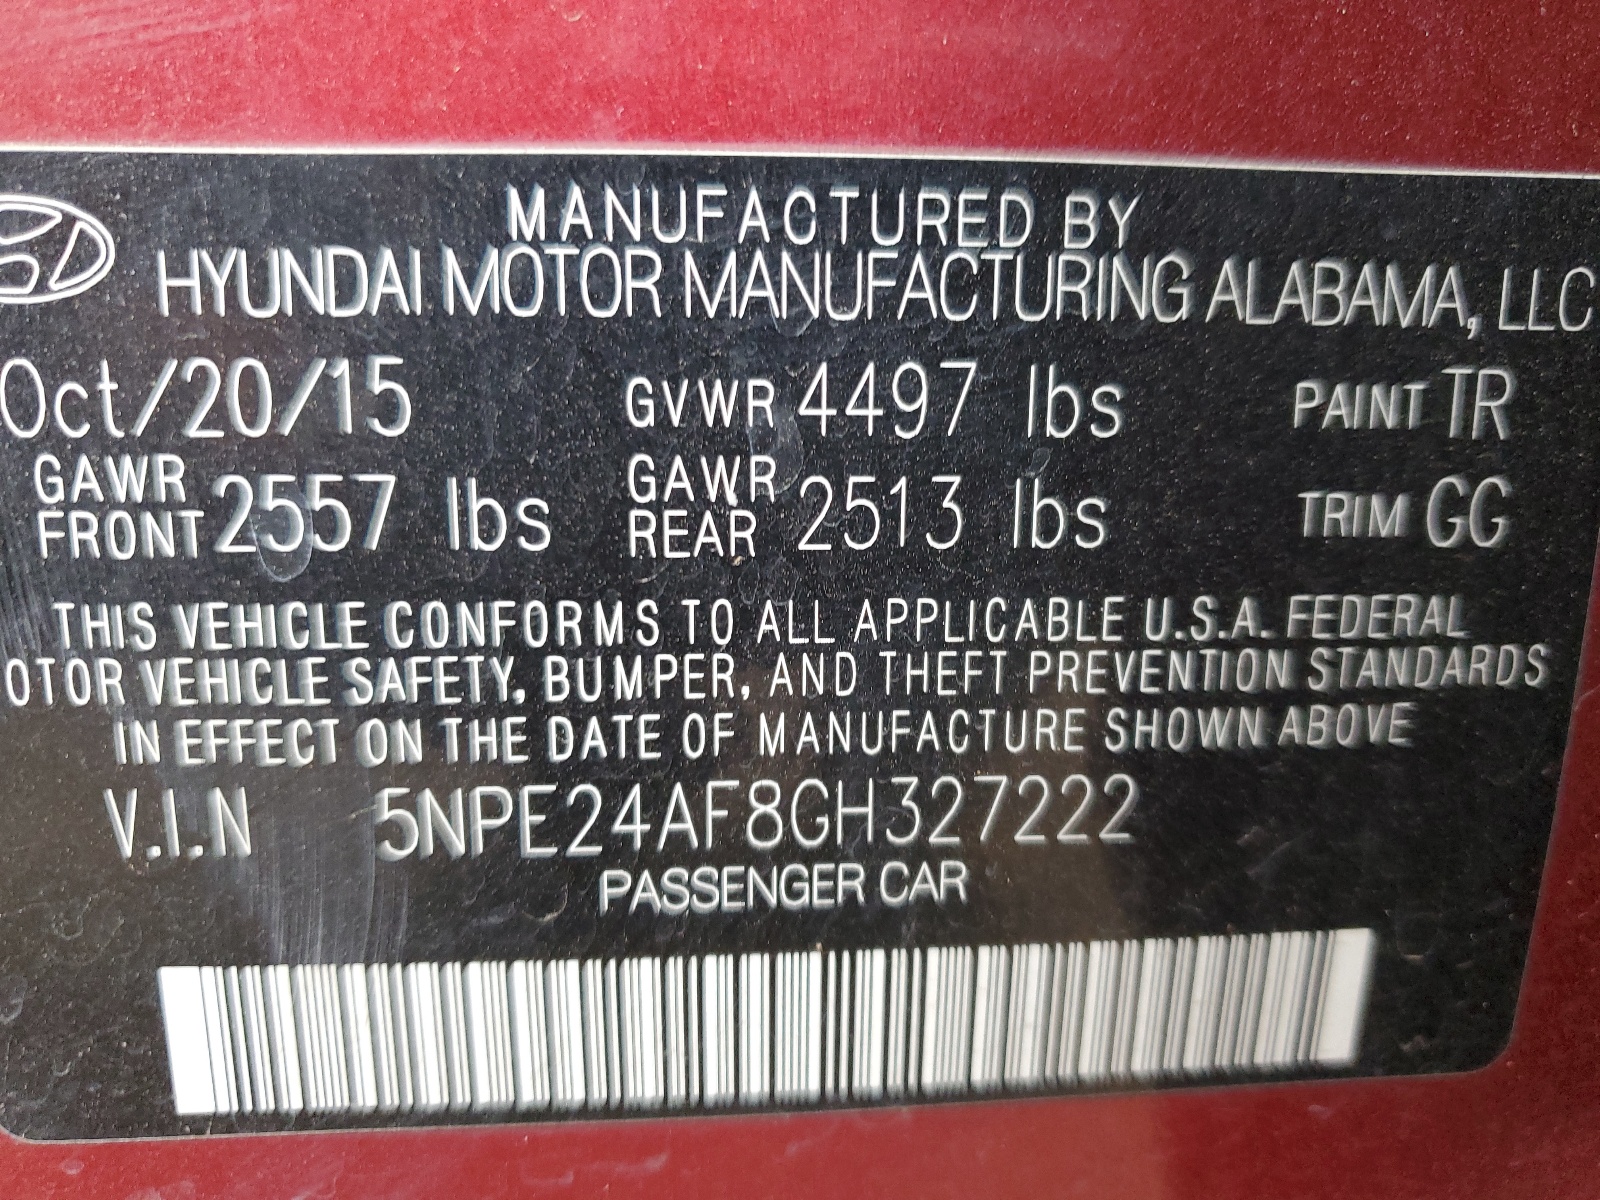 MANUFACTURED BY
HYUNDAI MOTOR MANUFACTURING ALABAMA, LLC
Oct/20/15 GVWR 4497 lbs PAINT TR
GAWR FRONT 2557 lbs GAWR REAR 2513 lbs TRIM GG
THIS VEHICLE CONFORMS TO ALL APPLICABLE U.S.A. FEDERAL
OTOR VEHICLE SAFETY, BUMPER, AND THEFT PREVENTION STANDARDS
IN EFFECT ON THE DATE OF MANUFACTURE SHOWN ABOVE
V.I.N 5NPE24AF8GH327222
PASSENGER CAR